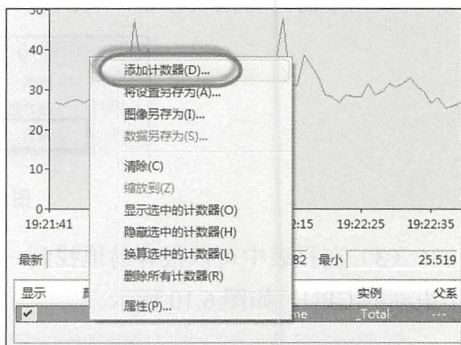 50
40
30
20
10
0
添加计数器(D)...
将设置另存为(A)...
图像另存为(I)...
数据另存为(S)...
清除(C)
缩放到(Z)
显示选中的计数器(O)
隐藏选中的计数器(H)
换算选中的计数器(L)
删除所有计数器(R)
属性(P)...
19:21:41
2:15
19:22:25
19:22:35
最新
82
最小
25.519
显示
实例
父系
me
_Total
---